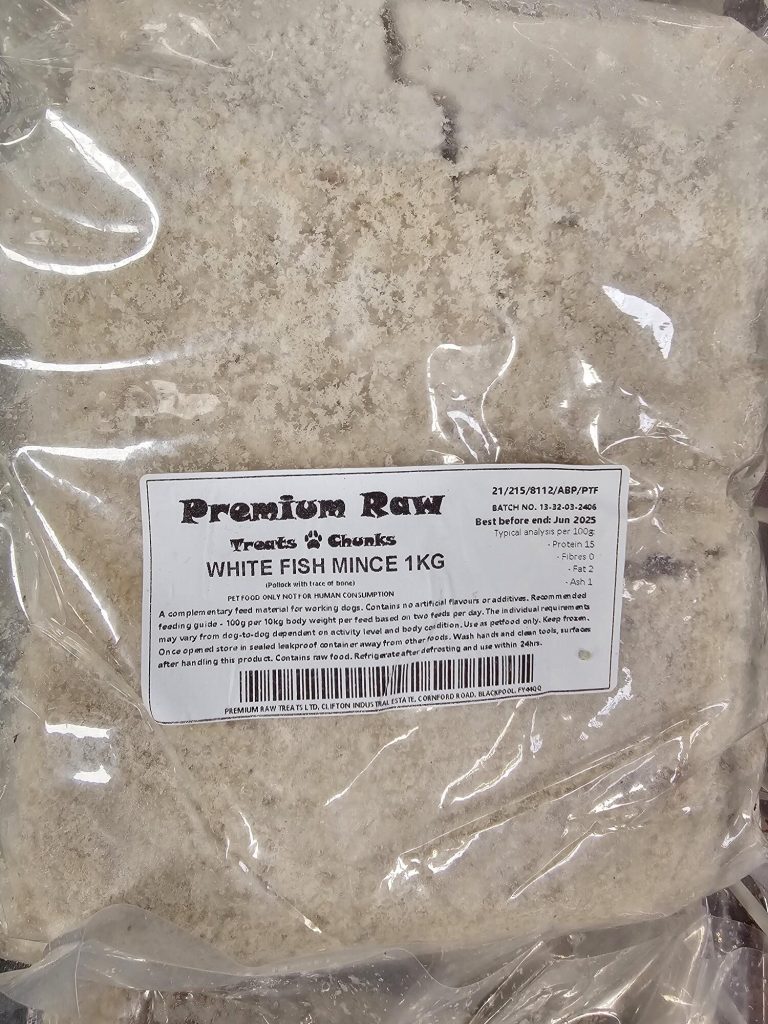 Premium Raw
Treats Chunks
WHITE FISH MINCE 1KG
(Pollock with trace of bone)
PET FOOD ONLY NOT FOR HUMAN CONSUMPTION
21/215/8112/ABP/PTF
BATCH NO. 13-32-03-2406
Best before end: Jun 2025
Typical analysis per 100g:
- Protein 15
- Fibres 0
- Fat 2
- Ash 1
A complementary feed material for working dogs. Contains no artificial flavours or additives. Recommended
feeding guide - 100g per 10kg body weight per feed based on two feeds per day. The individual requirements
may vary from dog-to-dog dependent on activity level and body condition. Use as petfood only. Keep frozen.
Once opened store in sealed leakproof container away from other foods. Wash hands and clean tools, surfaces
after handling this product. Contains raw food. Refrigerate after defrosting and use within 24hrs.
PREMIUM RAW TREATS LTD, CLIFTON INDUSTRIAL ESTATE, CORNFORD ROAD, BLACKPOOL, FY44QQ